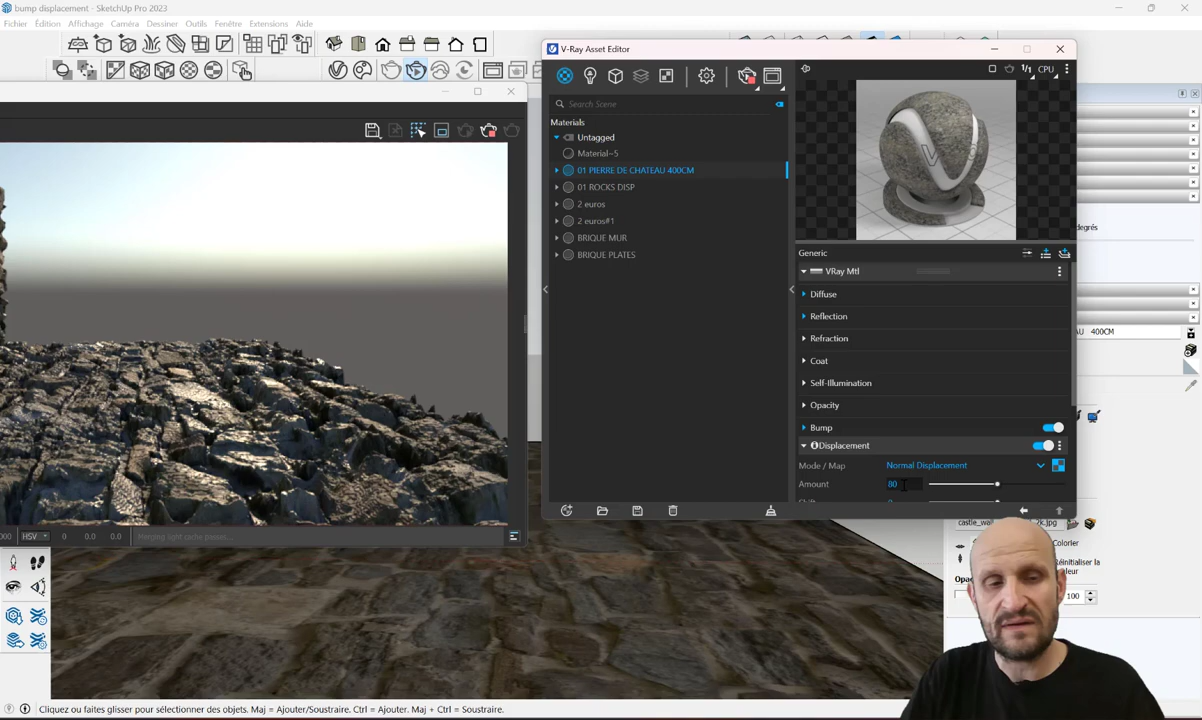 bump displacement - SketchUp Pro 2023
Fichier Édition Affichage Caméra Dessiner Outils Fenêtre Extensions Aide
V-Ray Asset Editor
1/1 CPU
Search Scene
Materials
Untagged
Material~5
01 PIERRE DE CHATEAU 400CM
01 ROCKS DISP
2 euros
2 euros#1
BRIQUE MUR
BRIQUE PLATES
Generic
VRay Mtl
Diffuse
Reflection
Refraction
Coat
Self-Illumination
Opacity
Bump
Displacement
Mode / Map Normal Displacement
Amount 80
degrés
AU 400CM
Colorier
Réinitialiser la
100
000 HSV 0 0.0 0.0 Merging light cache passes...
Cliquez ou faites glisser pour sélectionner des objets. Maj = Ajouter/Soustraire. Ctrl = Ajouter. Maj + Ctrl = Soustraire.